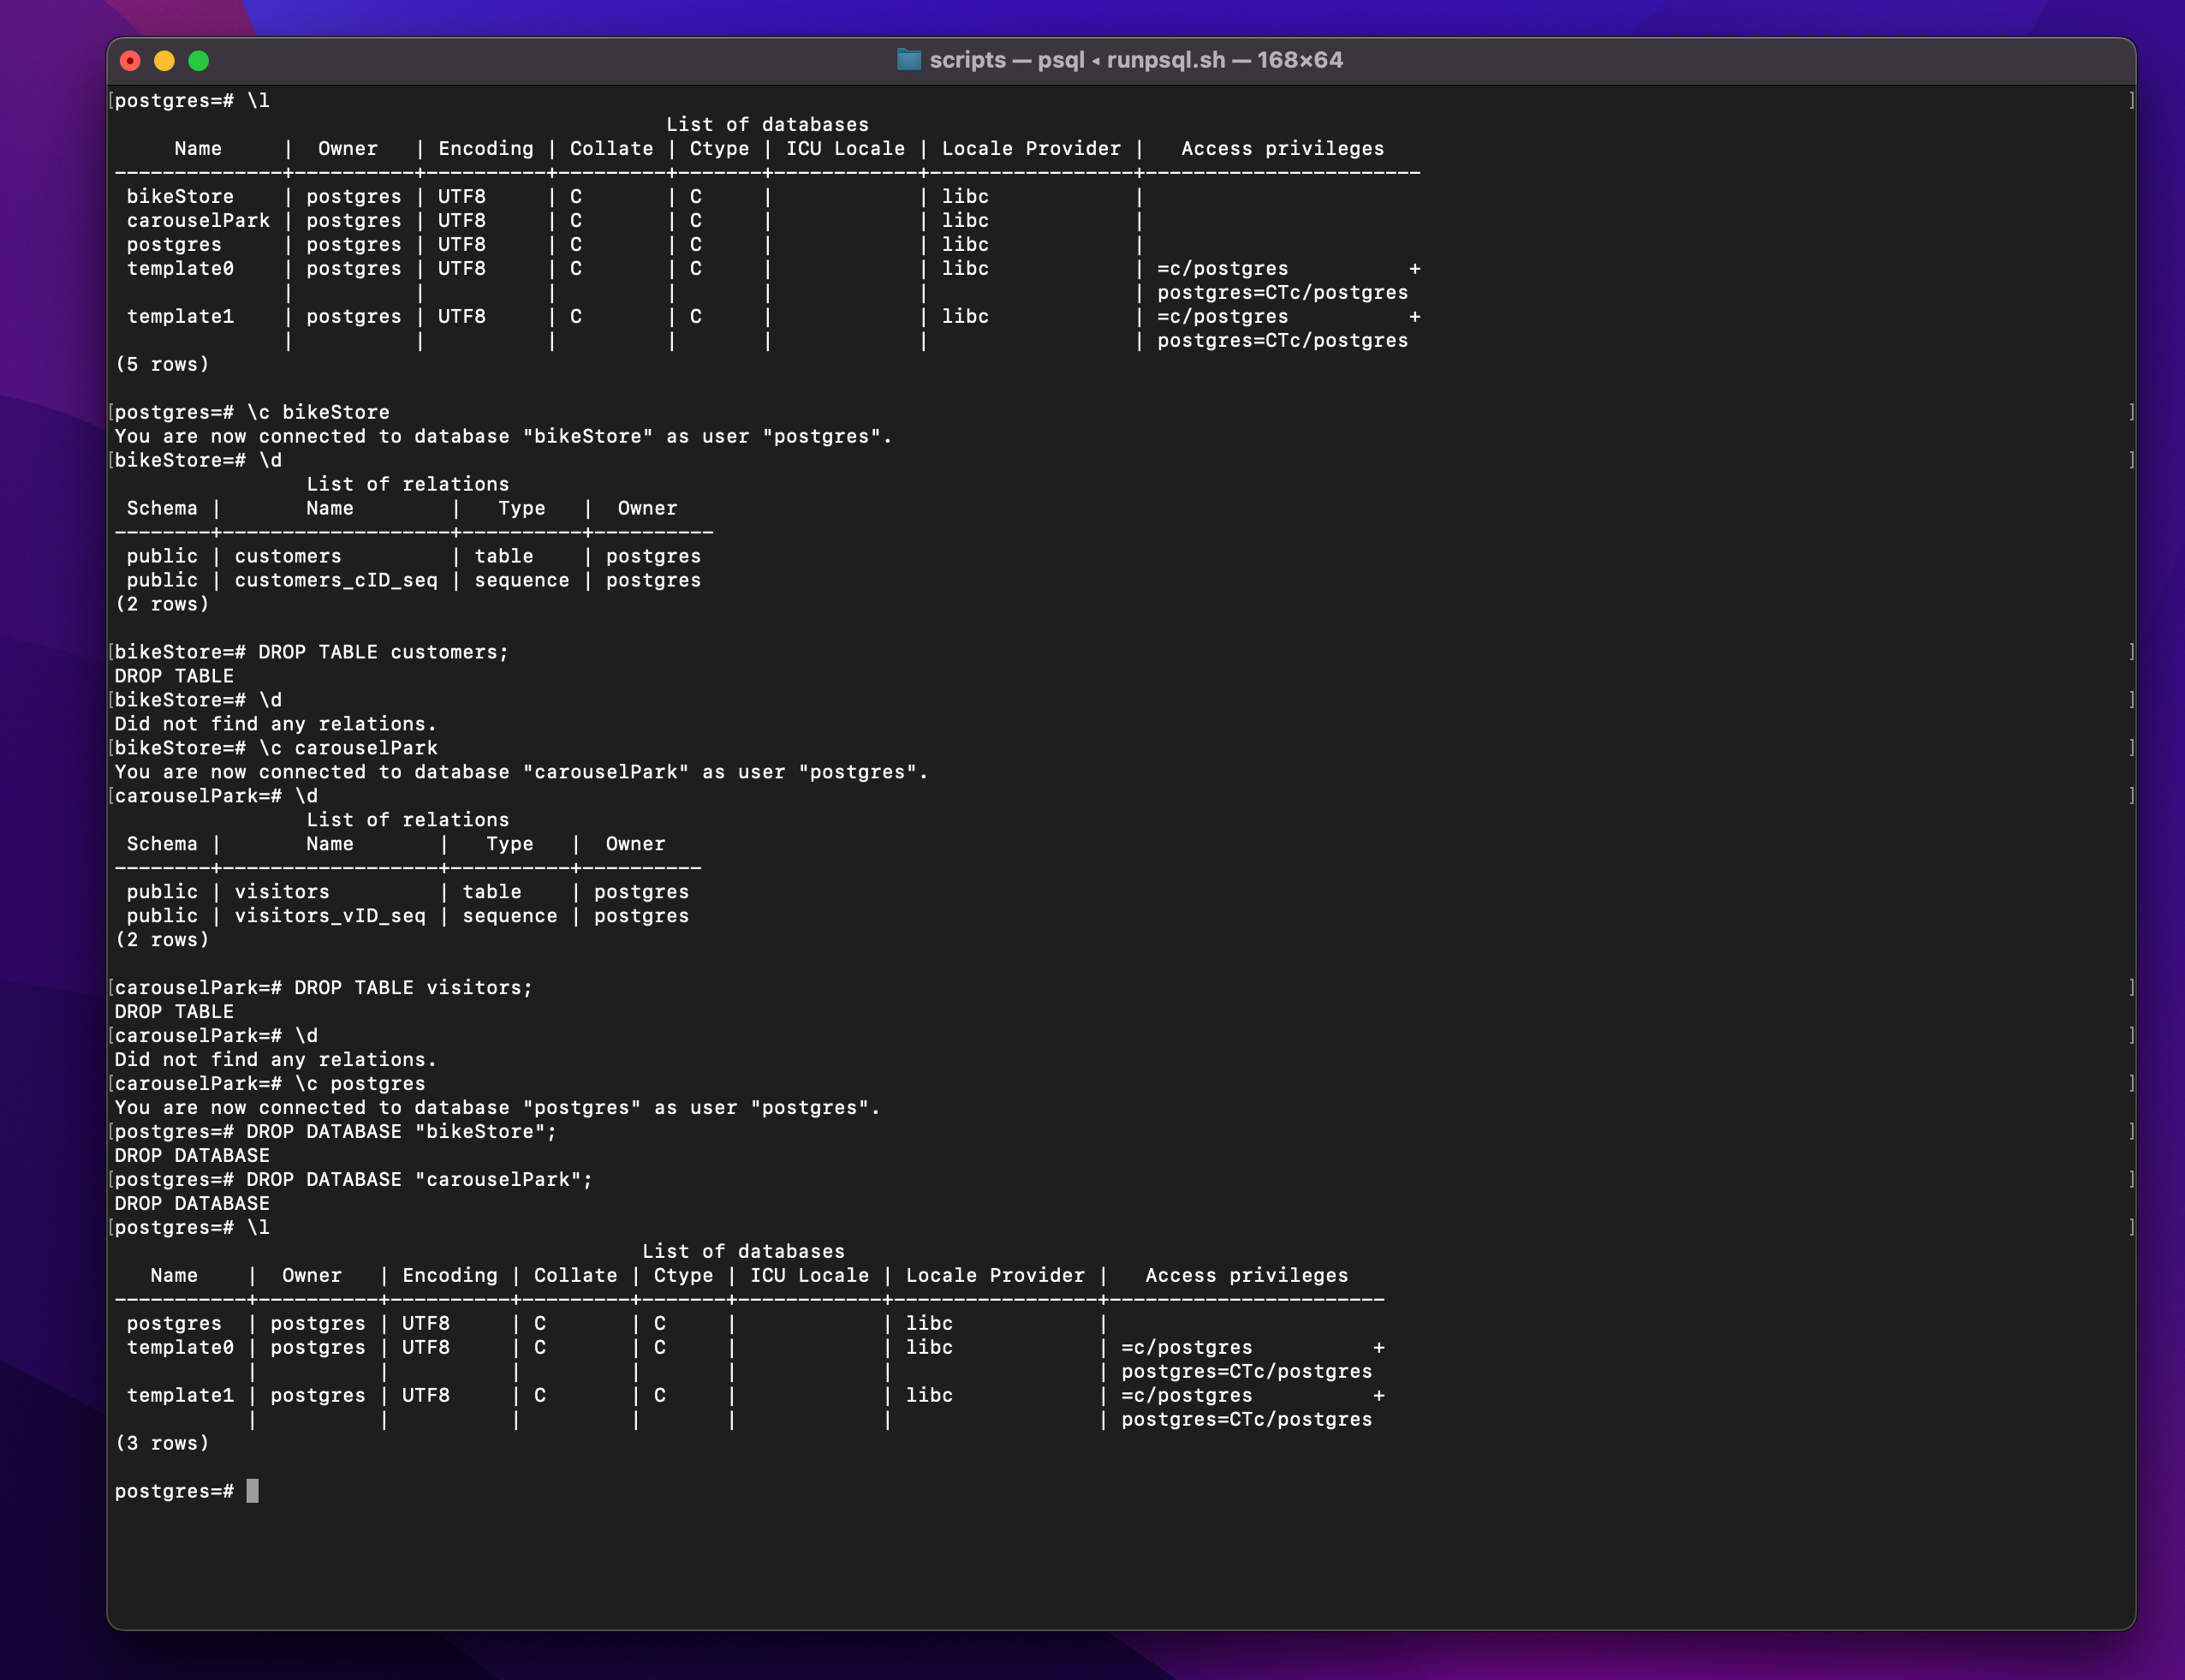 scripts — psql ◂ runpsql.sh — 168×64
[postgres=# \l ]
                                              List of databases
     Name     |  Owner   | Encoding | Collate | Ctype | ICU Locale | Locale Provider |   Access privileges
--------------+----------+----------+---------+-------+------------+-----------------+-----------------------
 bikeStore    | postgres | UTF8     | C       | C     |            | libc            |
 carouselPark | postgres | UTF8     | C       | C     |            | libc            |
 postgres     | postgres | UTF8     | C       | C     |            | libc            |
 template0    | postgres | UTF8     | C       | C     |            | libc            | =c/postgres          +
              |          |          |         |       |            |                 | postgres=CTc/postgres
 template1    | postgres | UTF8     | C       | C     |            | libc            | =c/postgres          +
              |          |          |         |       |            |                 | postgres=CTc/postgres
(5 rows)

[postgres=# \c bikeStore ]
You are now connected to database "bikeStore" as user "postgres".
[bikeStore=# \d ]
                List of relations
 Schema |       Name        |   Type   |  Owner
--------+-------------------+----------+----------
 public | customers         | table    | postgres
 public | customers_cID_seq | sequence | postgres
(2 rows)

[bikeStore=# DROP TABLE customers; ]
DROP TABLE
[bikeStore=# \d ]
Did not find any relations.
[bikeStore=# \c carouselPark ]
You are now connected to database "carouselPark" as user "postgres".
[carouselPark=# \d ]
                List of relations
 Schema |       Name       |   Type   |  Owner
--------+------------------+----------+----------
 public | visitors         | table    | postgres
 public | visitors_vID_seq | sequence | postgres
(2 rows)

[carouselPark=# DROP TABLE visitors; ]
DROP TABLE
[carouselPark=# \d ]
Did not find any relations.
[carouselPark=# \c postgres ]
You are now connected to database "postgres" as user "postgres".
[postgres=# DROP DATABASE "bikeStore"; ]
DROP DATABASE
[postgres=# DROP DATABASE "carouselPark"; ]
DROP DATABASE
[postgres=# \l ]
                                            List of databases
   Name    |  Owner   | Encoding | Collate | Ctype | ICU Locale | Locale Provider |   Access privileges
-----------+----------+----------+---------+-------+------------+-----------------+-----------------------
 postgres  | postgres | UTF8     | C       | C     |            | libc            |
 template0 | postgres | UTF8     | C       | C     |            | libc            | =c/postgres          +
           |          |          |         |       |            |                 | postgres=CTc/postgres
 template1 | postgres | UTF8     | C       | C     |            | libc            | =c/postgres          +
           |          |          |         |       |            |                 | postgres=CTc/postgres
(3 rows)

postgres=#